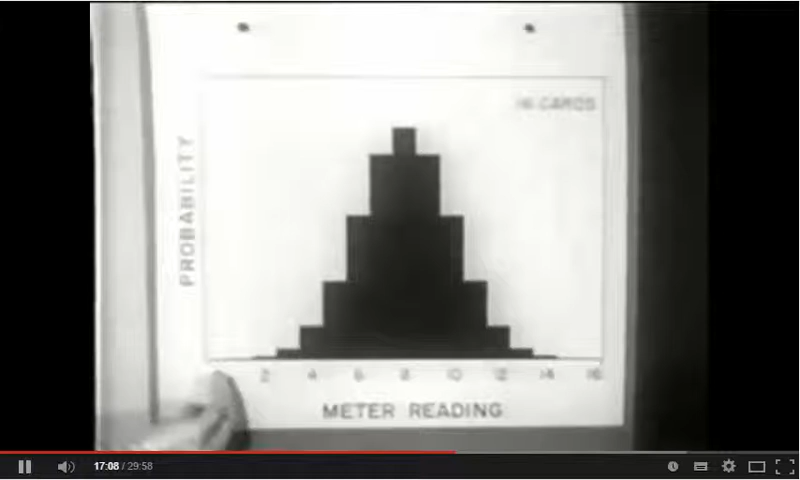 16 CARDS
PROBABILITY
2 4 6 8 10 12 14 16
METER READING
17:08 / 29:58